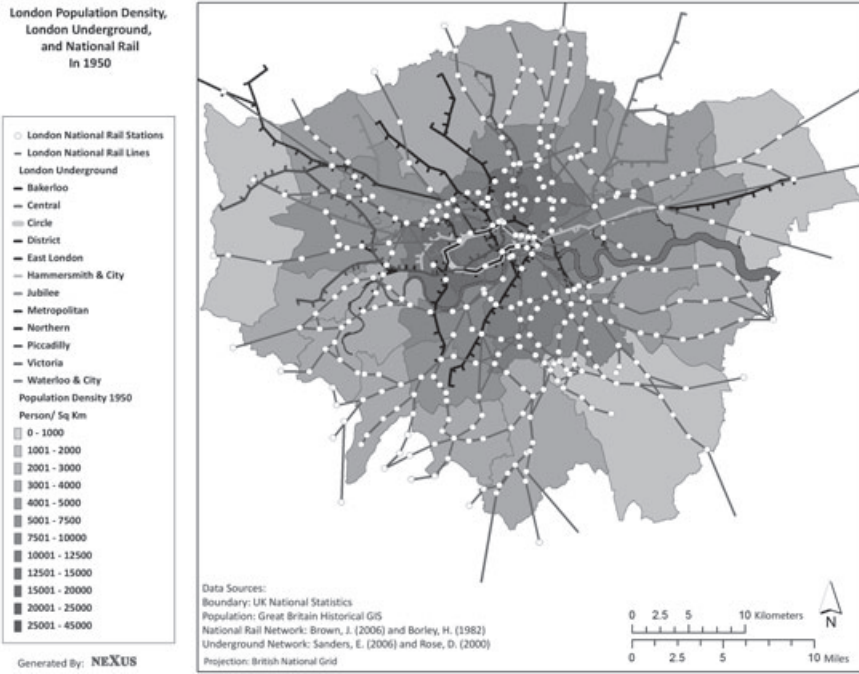 London Population Density,
London Underground,
and National Rail
In 1950
London National Rail Stations
London National Rail Lines
London Underground
Bakerloo
Central
Circle
District
East London
Hammersmith & City
Jubilee
Metropolitan
Northern
Piccadilly
Victoria
Waterloo & City
Population Density 1950
Person/ Sq Km
0 - 1000
1001 - 2000
2001 - 3000
3001 - 4000
4001 - 5000
5001 - 7500
7501 - 10000
10001 - 12500
12501 - 15000
15001 - 20000
20001 - 25000
25001 - 45000
Generated By: NEXUS
Data Sources:
Boundary: UK National Statistics
Population: Great Britain Historical GIS
National Rail Network: Brown, J. (2006) and Borley, H. (1982)
Underground Network: Sanders, E. (2006) and Rose, D. (2000)
Projection: British National Grid
0 2.5 5 10 Kilometers
0 2.5 5 10 Miles
N